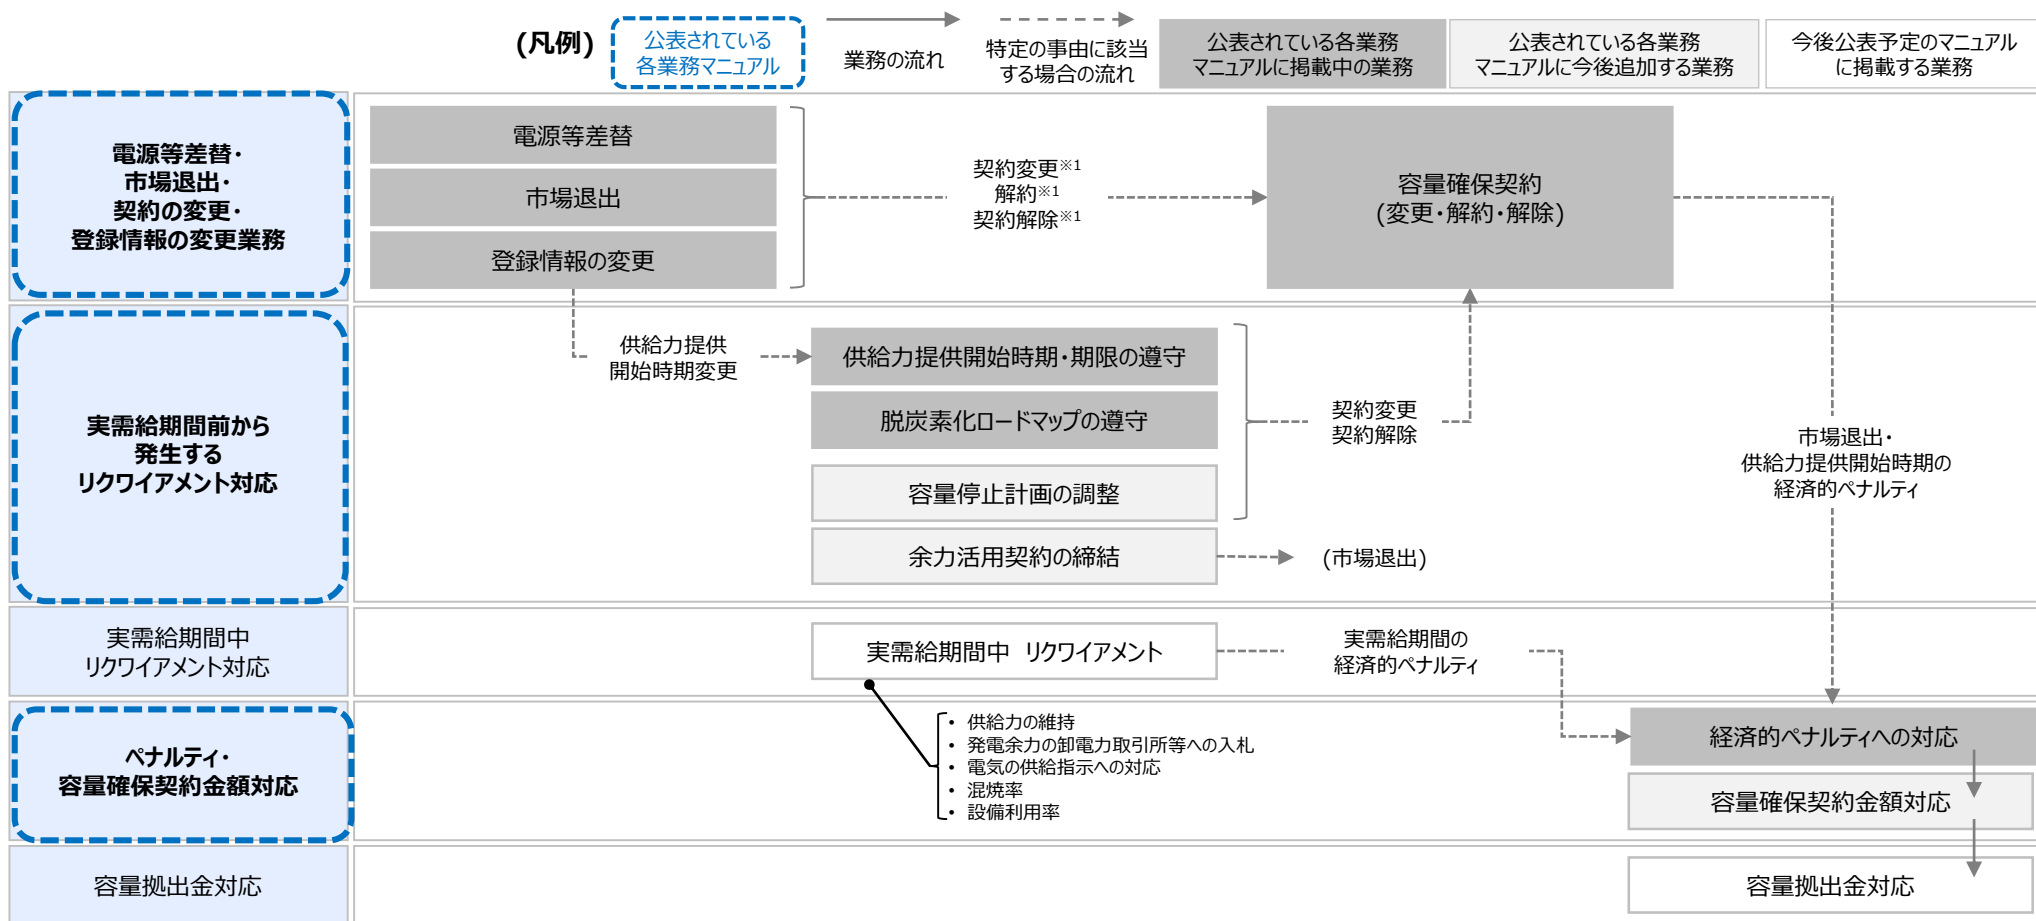 (凡例)
公表されている
各業務マニュアル
業務の流れ
特定の事由に該当
する場合の流れ
公表されている各業務
マニュアルに掲載中の業務
公表されている各業務
マニュアルに今後追加する業務
今後公表予定のマニュアル
に掲載する業務
電源等差替・
市場退出・
契約の変更・
登録情報の変更業務
電源等差替
市場退出
登録情報の変更
契約変更※1
解約※1
契約解除※1
容量確保契約
(変更・解約・解除)
実需給期間前から
発生する
リクワイアメント対応
供給力提供
開始時期変更
供給力提供開始時期・期限の遵守
脱炭素化ロードマップの遵守
容量停止計画の調整
余力活用契約の締結
契約変更
契約解除
(市場退出)
市場退出・
供給力提供開始時期の
経済的ペナルティ
実需給期間中
リクワイアメント対応
実需給期間中 リクワイアメント
実需給期間の
経済的ペナルティ
• 供給力の維持
• 発電余力の卸電力取引所等への入札
• 電気の供給指示への対応
• 混焼率
• 設備利用率
ペナルティ・
容量確保契約金額対応
経済的ペナルティへの対応
容量確保契約金額対応
容量拠出金対応
容量拠出金対応